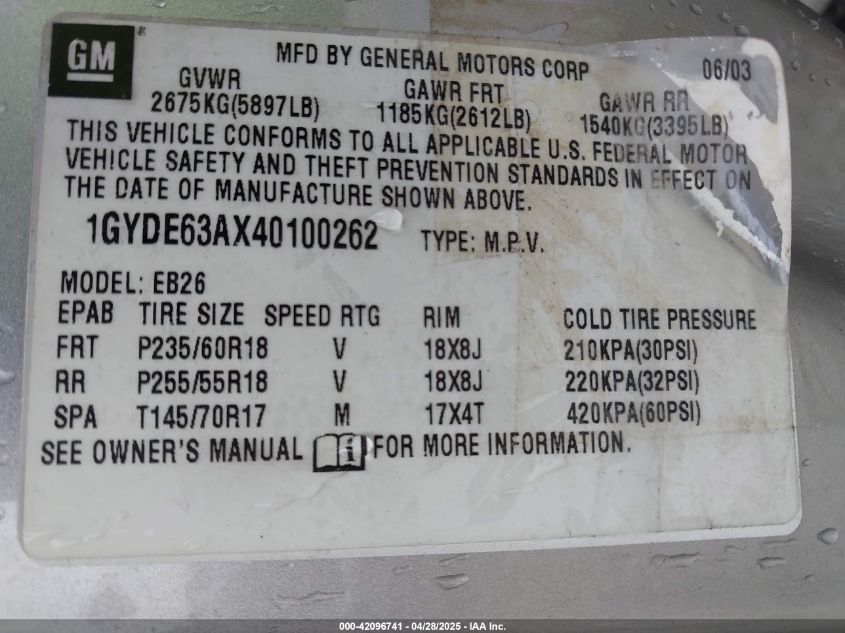 GM
MFD BY GENERAL MOTORS CORP 06/03
GVWR GAWR FRT GAWR RR
2675KG(5897LB) 1185KG(2612LB) 1540KG(3395LB)
THIS VEHICLE CONFORMS TO ALL APPLICABLE U.S. FEDERAL MOTOR
VEHICLE SAFETY AND THEFT PREVENTION STANDARDS IN EFFECT ON
THE DATE OF MANUFACTURE SHOWN ABOVE.
1GYDE63AX40100262 TYPE: M.P.V.
MODEL: EB26
EPAB TIRE SIZE SPEED RTG RIM COLD TIRE PRESSURE
FRT P235/60R18 V 18X8J 210KPA(30PSI)
RR P255/55R18 V 18X8J 220KPA(32PSI)
SPA T145/70R17 M 17X4T 420KPA(60PSI)
SEE OWNER'S MANUAL i FOR MORE INFORMATION.
000-42096741 - 04/28/2025 - IAA Inc.